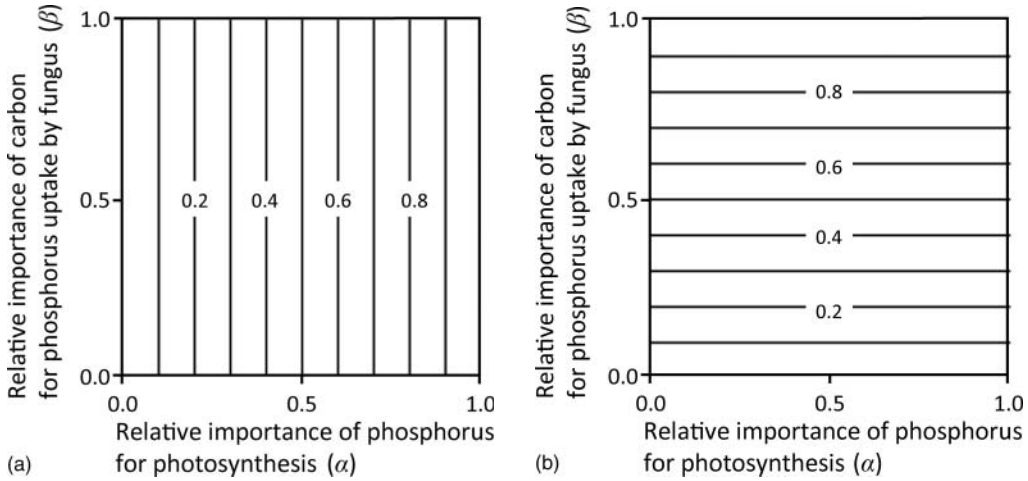 Relative importance of carbon
for phosphorus uptake by fungus (β)
1.0
0.5
0.0
0.2
0.4
0.6
0.8
0.0
0.5
1.0
Relative importance of phosphorus
for photosynthesis (α)
(a)
Relative importance of carbon
for phosphorus uptake by fungus (β)
1.0
0.5
0.0
0.8
0.6
0.4
0.2
0.0
0.5
1.0
Relative importance of phosphorus
for photosynthesis (α)
(b)